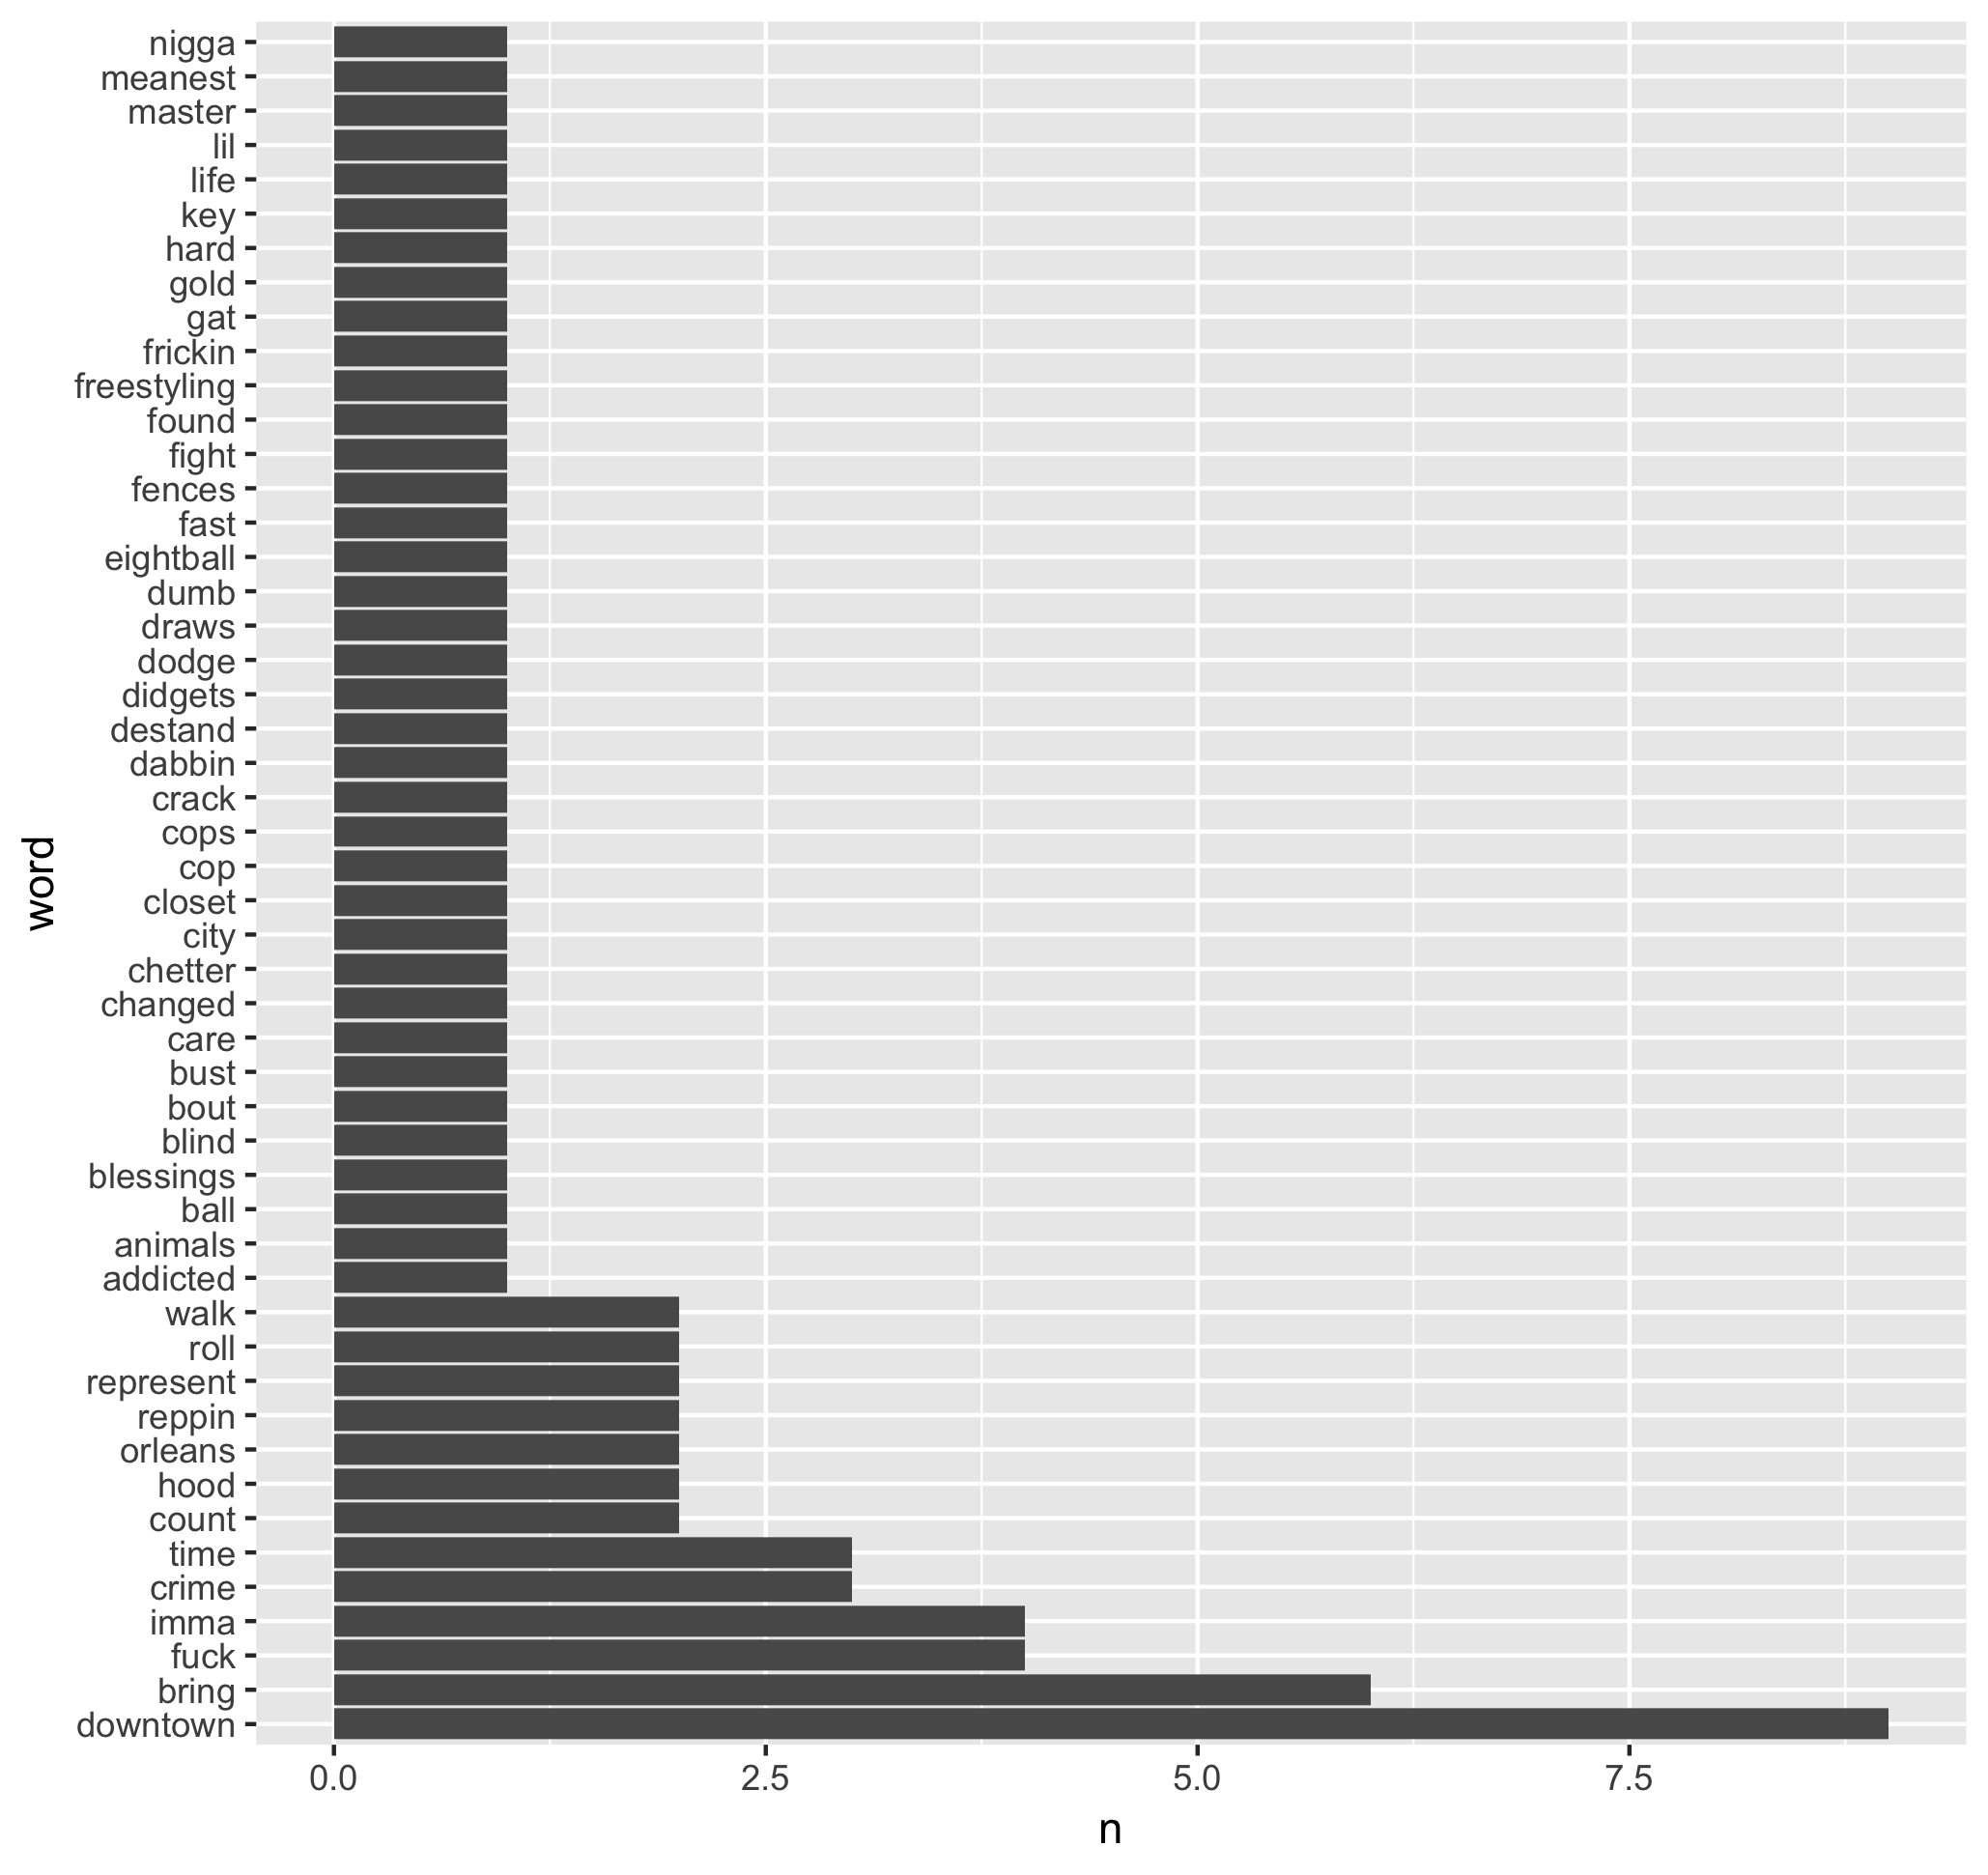 nigga
meanest
master
lil
life
key
hard
gold
gat
frickin
freestyling
found
fight
fences
fast
eightball
dumb
draws
dodge
didgets
destand
dabbin
crack
cops
cop
closet
city
chetter
changed
care
bust
bout
blind
blessings
ball
animals
addicted
walk
roll
represent
reppin
orleans
hood
count
time
crime
imma
fuck
bring
downtown
word
0.0 2.5 5.0 7.5
n